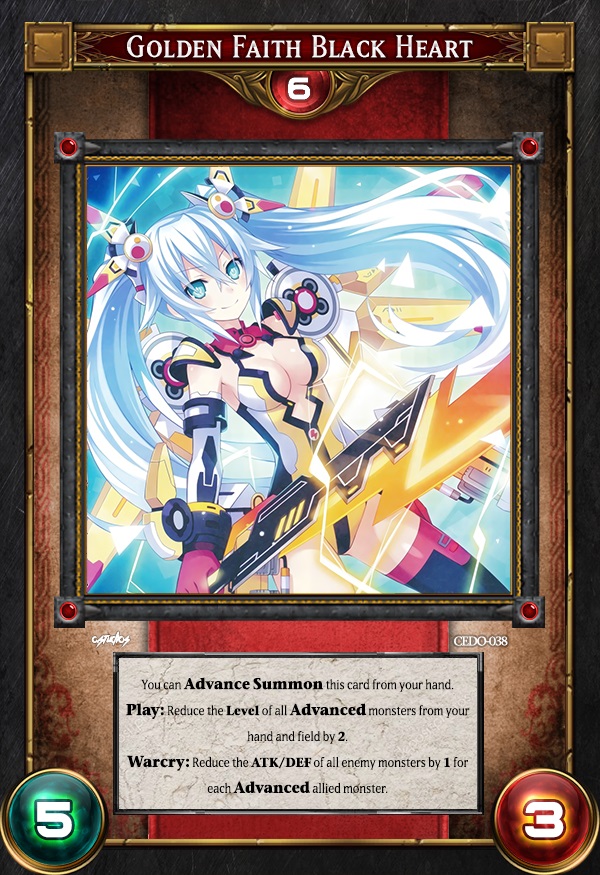 GOLDEN FAITH BLACK HEART
6
CSTUDIOS
CEDO-038
You can Advance Summon this card from your hand.
Play: Reduce the Level of all Advanced monsters from your
hand and field by 2.
Warcry: Reduce the ATK/DEF of all enemy monsters by 1 for
each Advanced allied monster.
5
3